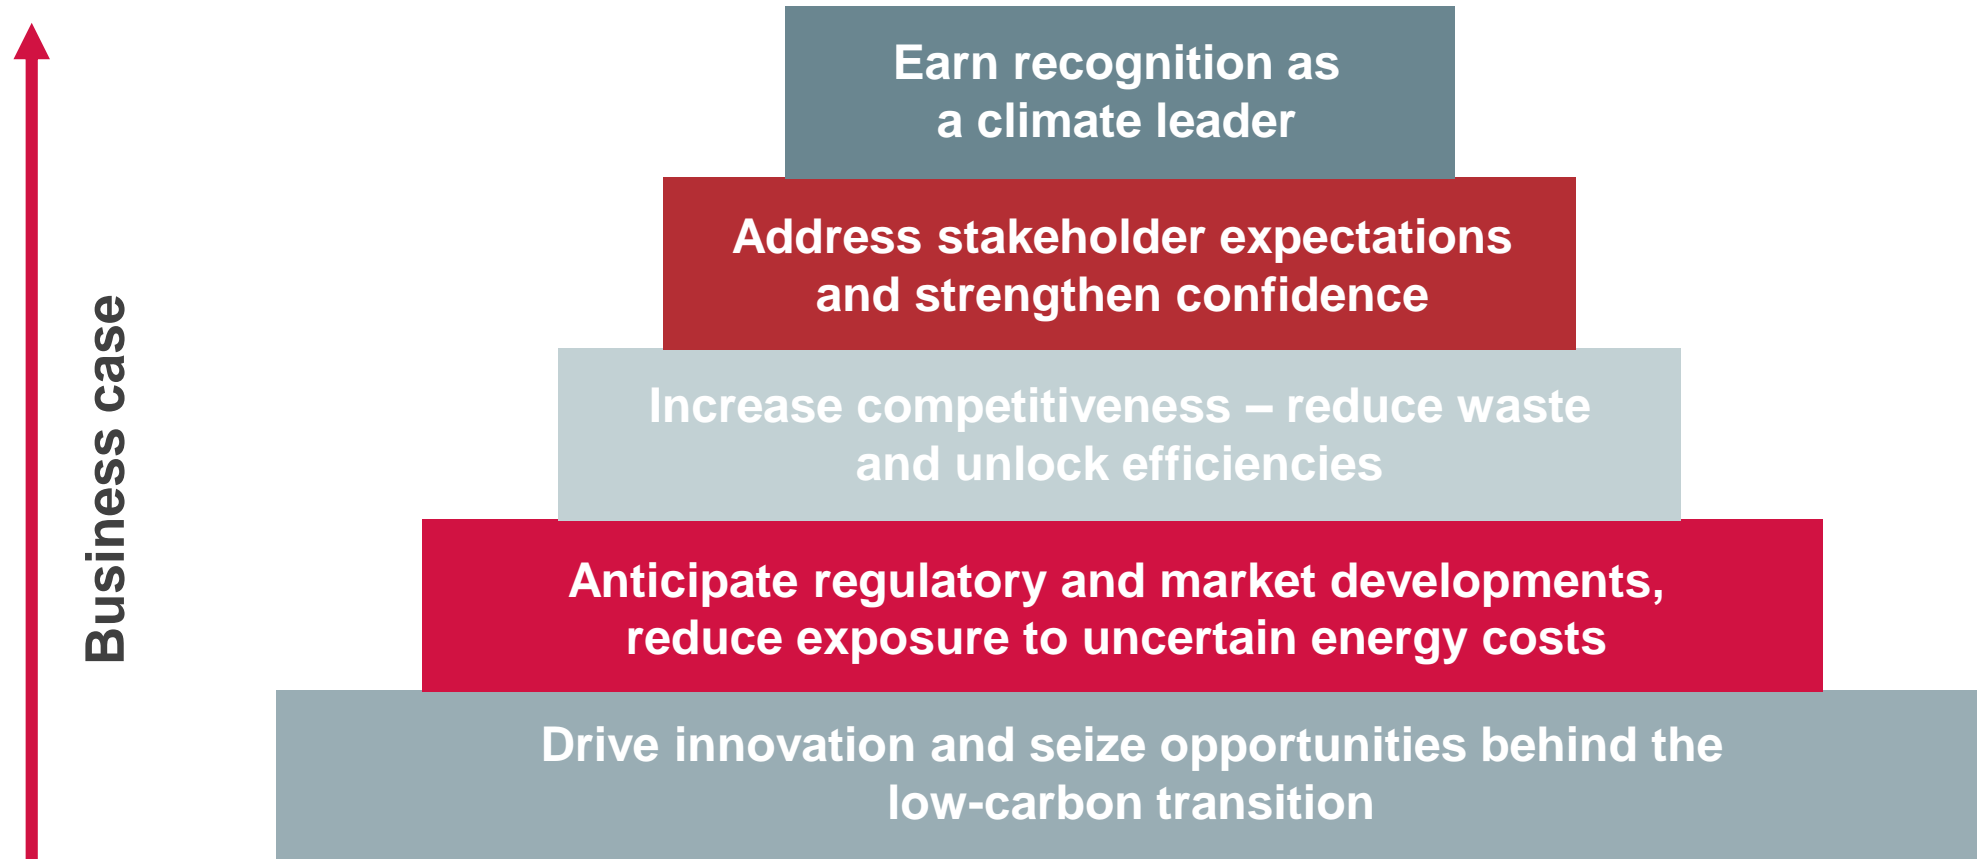 Earn recognition as
a climate leader
Address stakeholder expectations
and strengthen confidence
Increase competitiveness – reduce waste
and unlock efficiencies
Anticipate regulatory and market developments,
reduce exposure to uncertain energy costs
Drive innovation and seize opportunities behind the
low-carbon transition
Business case